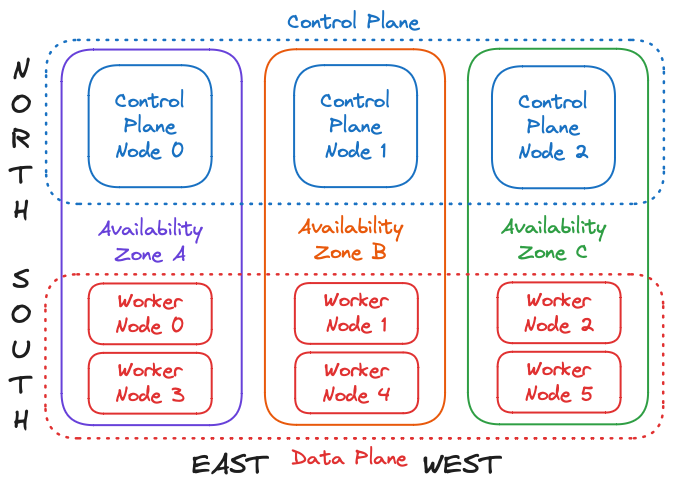 Control Plane
NORTH
Control
Plane
Node 0
Control
Plane
Node 1
Control
Plane
Node 2
Availability
Zone A
Availability
Zone B
Availability
Zone C
SOUTH
Worker
Node 0
Worker
Node 1
Worker
Node 2
Worker
Node 3
Worker
Node 4
Worker
Node 5
EAST
Data Plane
WEST